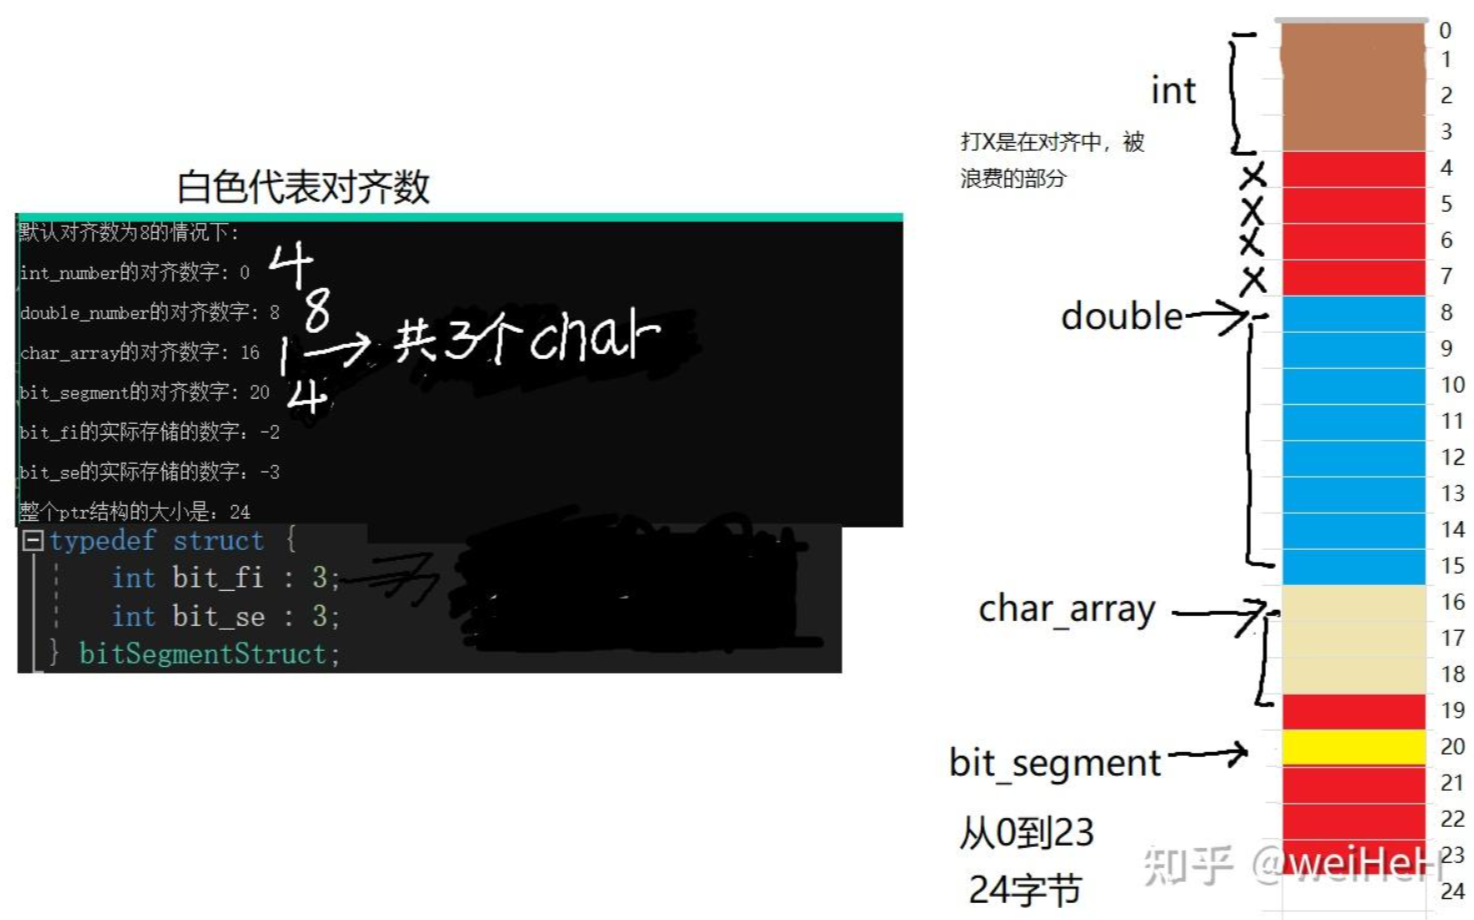 白色代表对齐数
默认对齐数为8的情况下:
int_number的对齐数字: 0
4
double_number的对齐数字: 8
8
char_array的对齐数字: 16
1 → 共3个char
bit_segment的对齐数字: 20
4
bit_fi的实际存储的数字: -2
bit_se的实际存储的数字: -3
整个ptr结构的大小是: 24
typedef struct {
int bit_fi : 3;
int bit_se : 3;
} bitSegmentStruct;
int
打X是在对齐中，被
浪费的部分
X
X
X
X
double
char_array
bit_segment
从0到23
24字节
0
1
2
3
4
5
6
7
8
9
10
11
12
13
14
15
16
17
18
19
20
21
22
23
24
知乎 @weiHeH